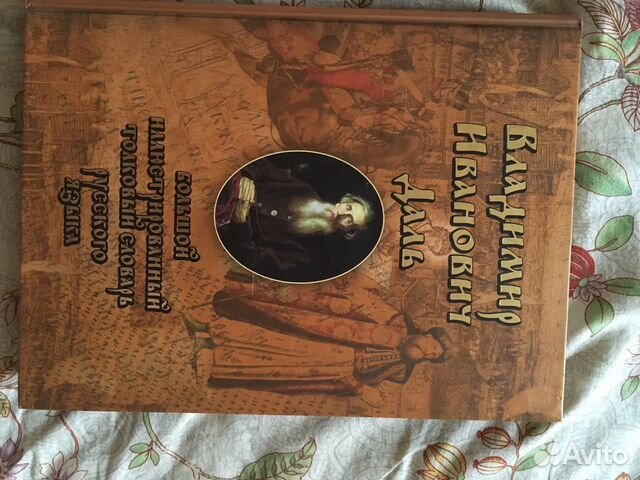 Владимир
Иванович
Даль
Большой
иллюстрированный
толковый словарь
Русского
языка
Avito